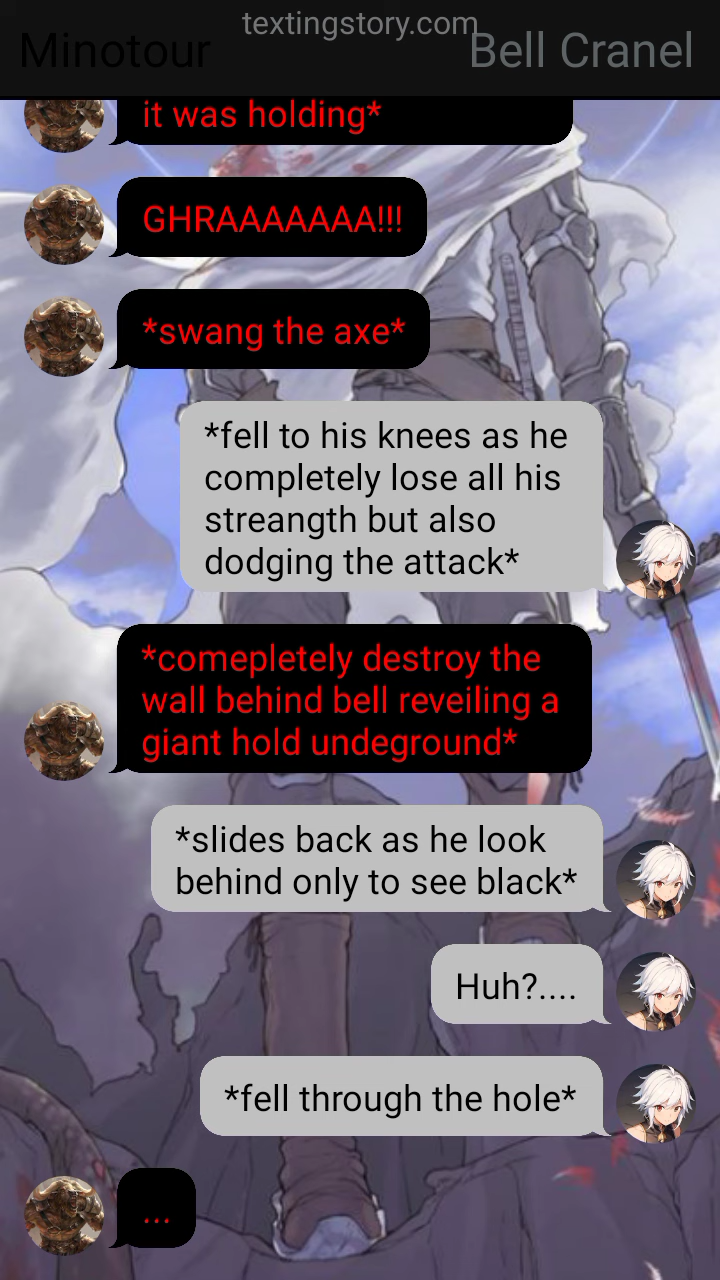 textingstory.com
Minotour
Bell Cranel
it was holding*
GHRAAAAAAA!!!
*swang the axe*
*fell to his knees as he
completely lose all his
streangth but also
dodging the attack*
*comepletely destroy the
wall behind bell reveiling a
giant hold undeground*
*slides back as he look
behind only to see black*
Huh?....
*fell through the hole*
...